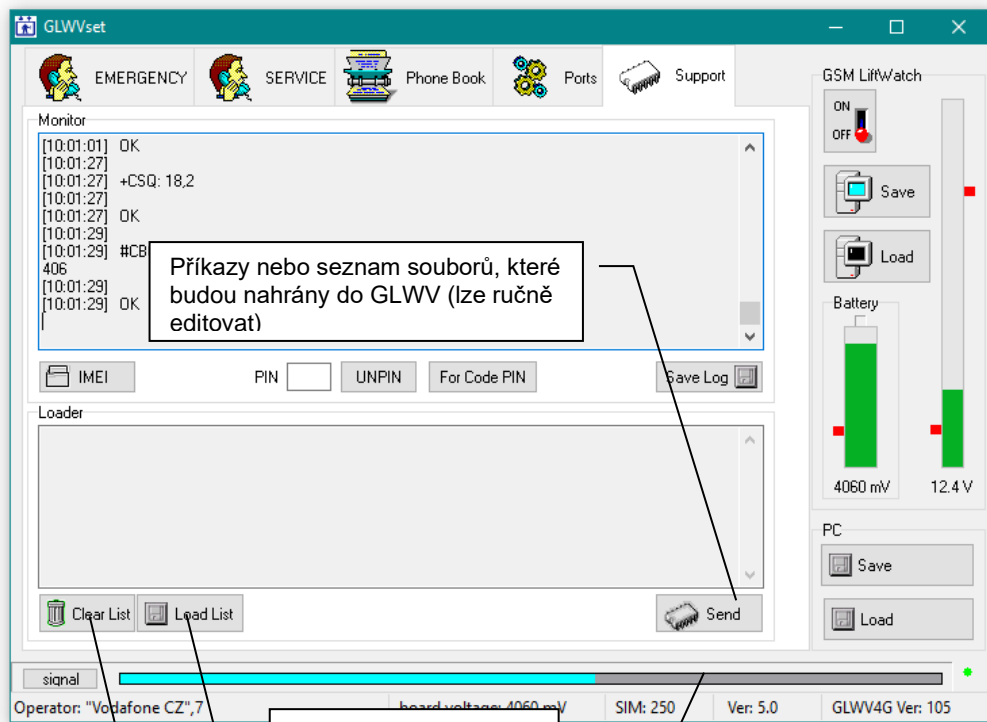 GLWVset
EMERGENCY SERVICE Phone Book Ports Support
Monitor
[10:01:01] OK
[10:01:27]
[10:01:27] +CSQ: 18,2
[10:01:27]
[10:01:27] OK
[10:01:29]
[10:01:29] #CB
406
[10:01:29]
[10:01:29] OK
Příkazy nebo seznam souborů, které
budou nahrány do GLWV (lze ručně
editovat)
IMEI PIN UNPIN For Code PIN Save Log
Loader
Clear List Load List Send
GSM LiftWatch
ON
OFF
Save
Load
Battery
4060 mV 12.4 V
PC
Save
Load
signal
Operator: "Vodafone CZ",7 board voltage: 4060 mV SIM: 250 Ver: 5.0 GLWV4G Ver: 105